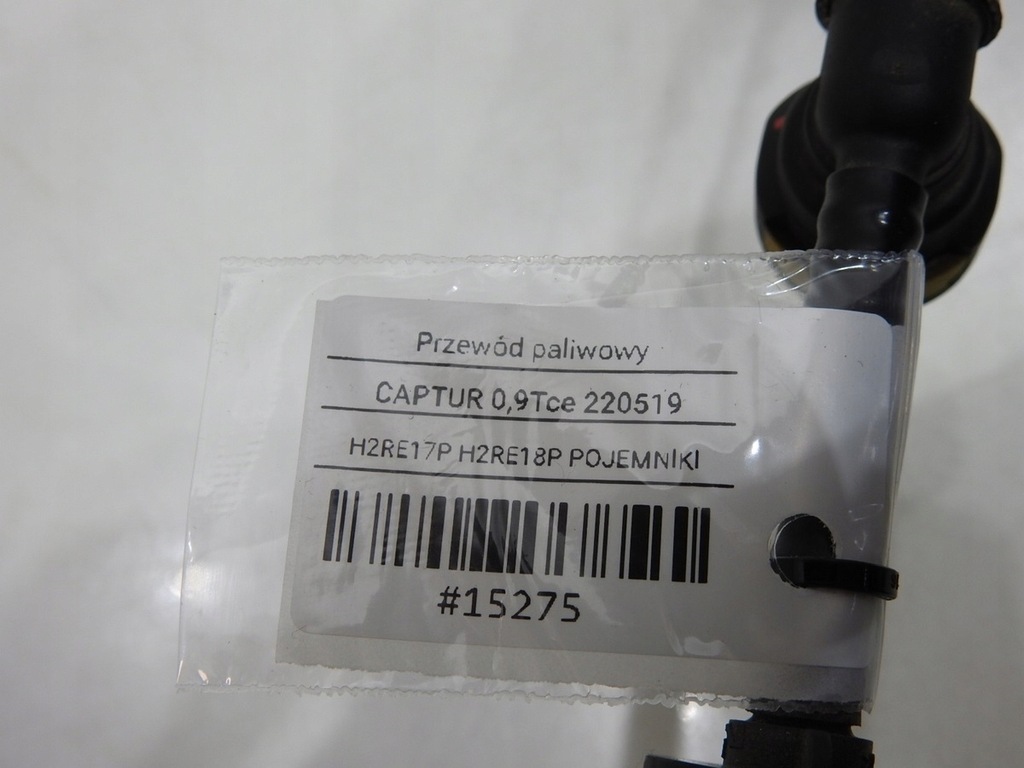 Przewód paliwowy
CAPTUR 0,9Tce 220519
H2RE17P H2RE18P POJEMNIKI
#15275